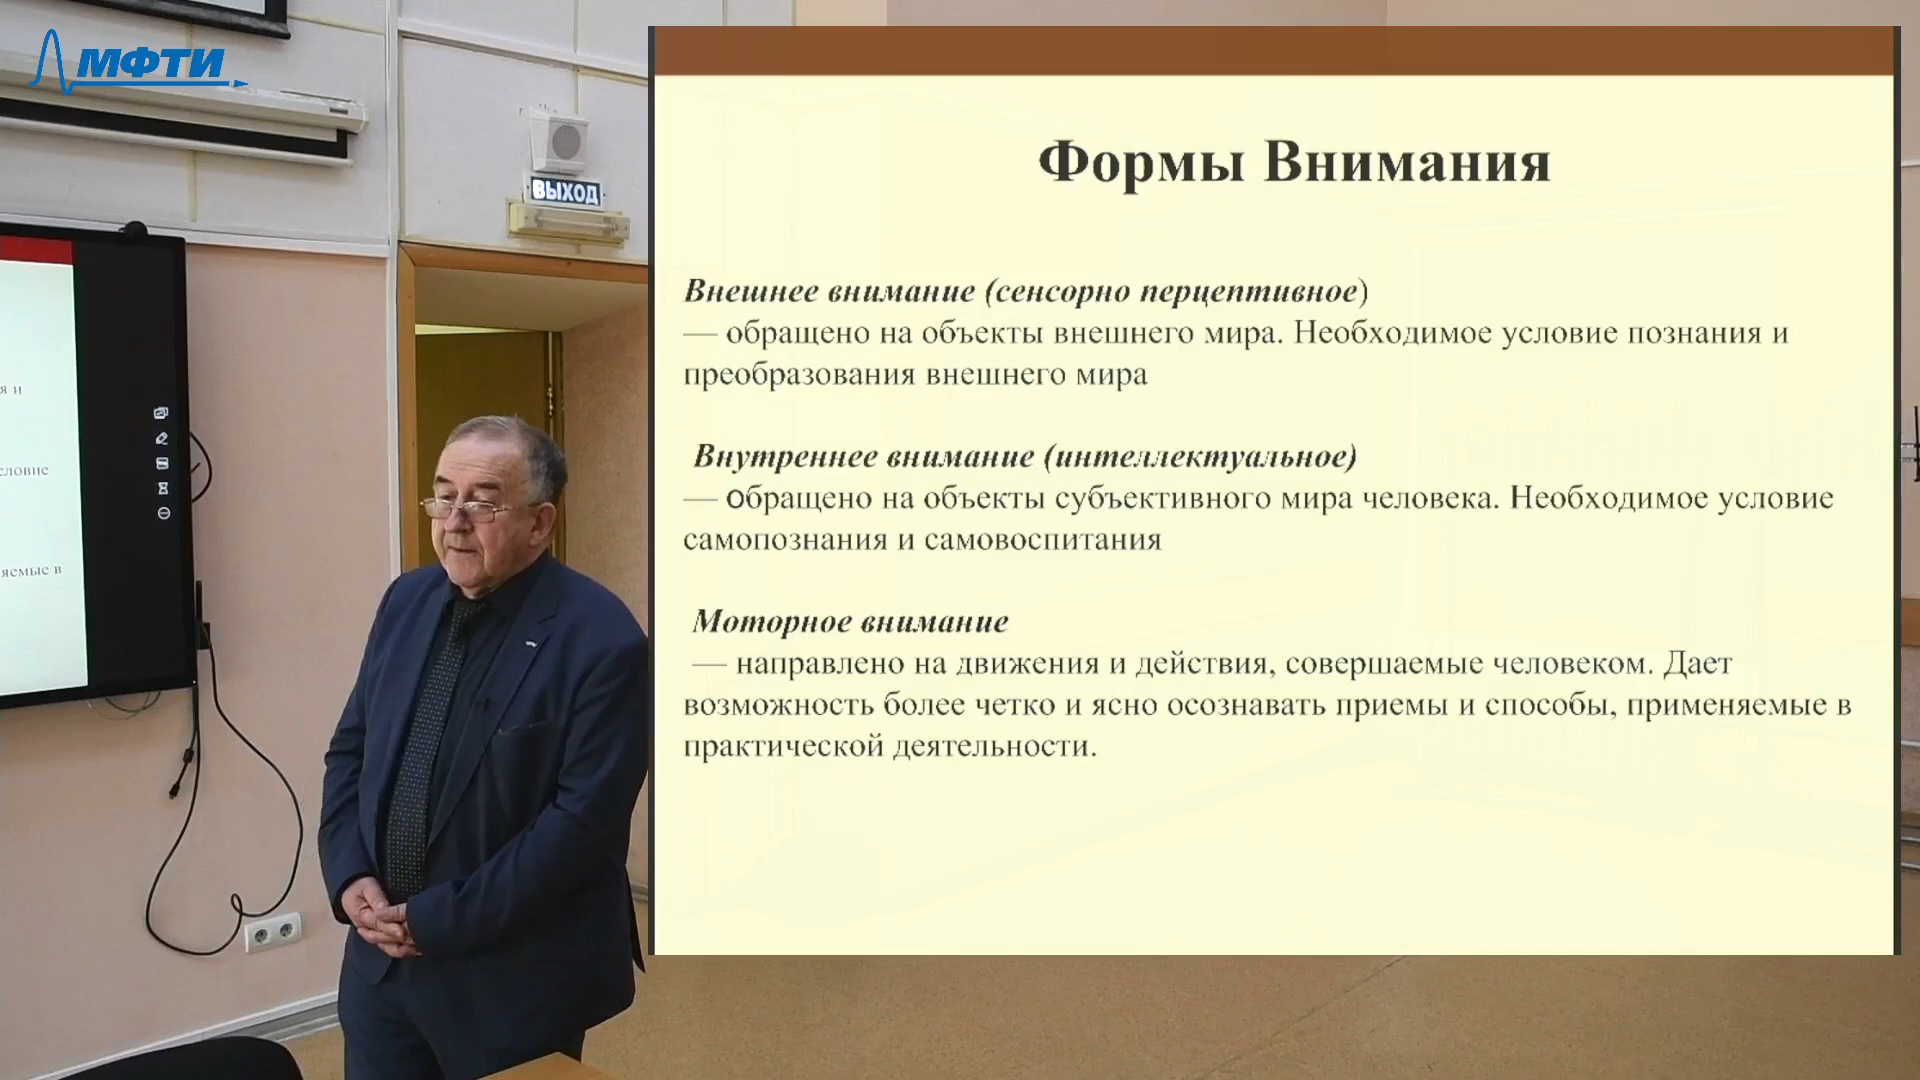 МФТИ
ВЫХОД
я и
словие
яемые в
Формы Внимания
Внешнее внимание (сенсорно перцептивное)
— обращено на объекты внешнего мира. Необходимое условие познания и
преобразования внешнего мира
Внутреннее внимание (интеллектуальное)
— Обращено на объекты субъективного мира человека. Необходимое условие
самопознания и самовоспитания
Моторное внимание
— направлено на движения и действия, совершаемые человеком. Дает
возможность более четко и ясно осознавать приемы и способы, применяемые в
практической деятельности.